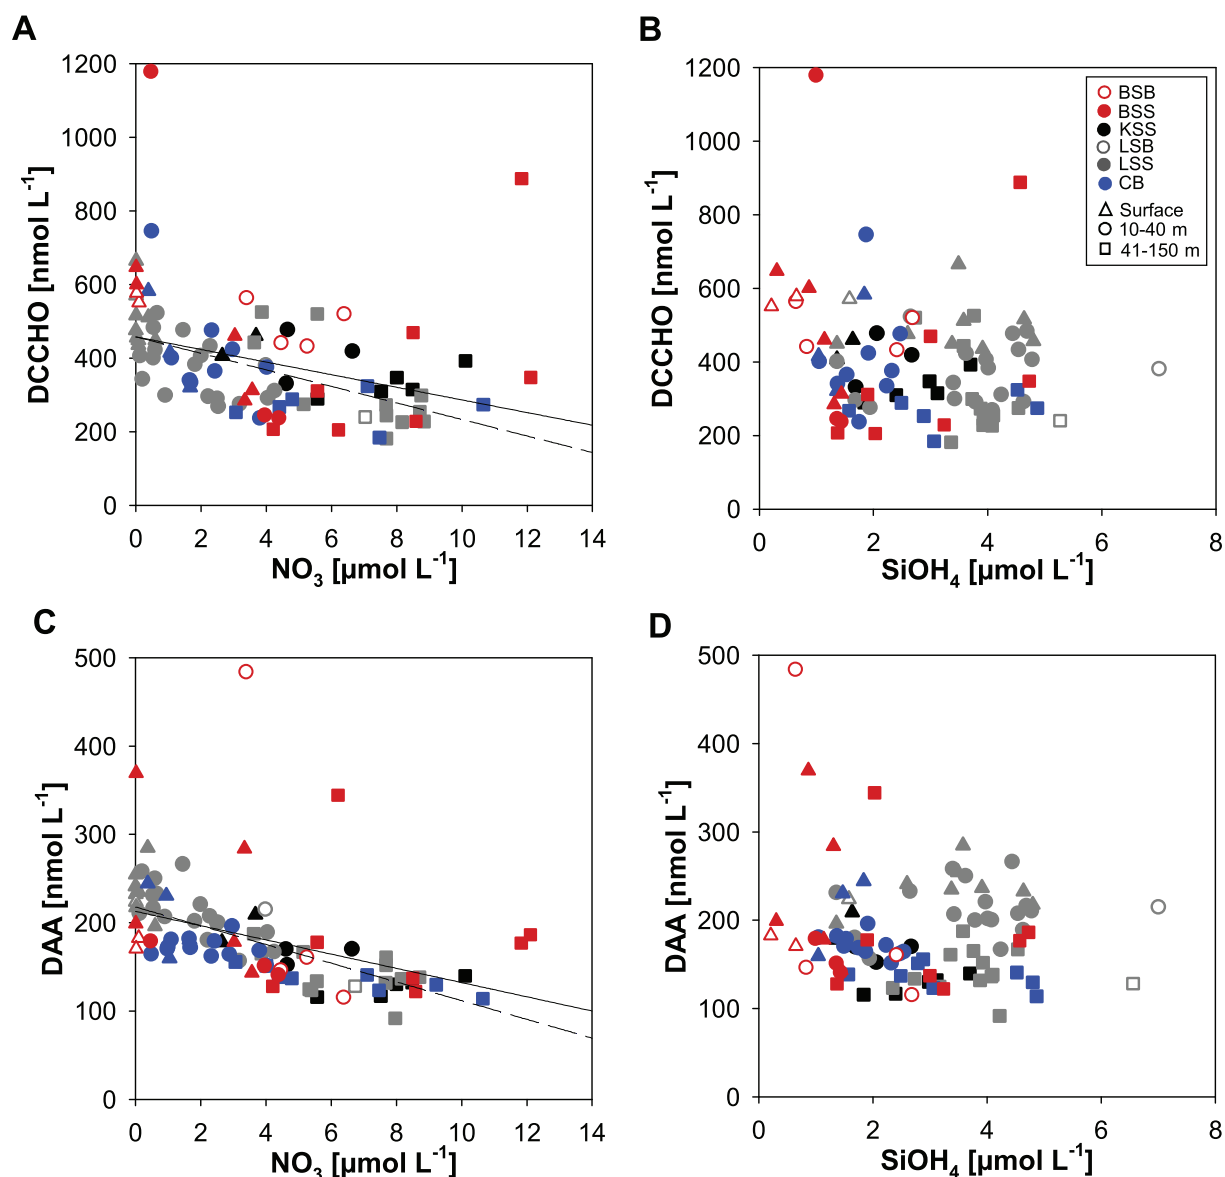 A
1200
1000
800
600
400
200
0
DCCHO [nmol L⁻¹]
0 2 4 6 8 10 12 14
NO₃ [µmol L⁻¹]
B
1200
1000
800
600
400
200
0
DCCHO [nmol L⁻¹]
0 2 4 6 8
SiOH₄ [µmol L⁻¹]
BSB
BSS
KSS
LSB
LSS
CB
Surface
10-40 m
41-150 m
C
500
400
300
200
100
0
DAA [nmol L⁻¹]
0 2 4 6 8 10 12 14
NO₃ [µmol L⁻¹]
D
500
400
300
200
100
0
DAA [nmol L⁻¹]
0 2 4 6 8
SiOH₄ [µmol L⁻¹]